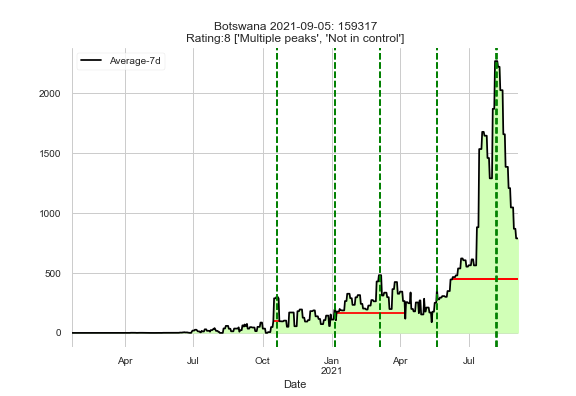 Botswana 2021-09-05: 159317
Rating:8 ['Multiple peaks', 'Not in control']
Average-7d
2000
1500
1000
500
0
Apr Jul Oct Jan Apr Jul
2021
Date